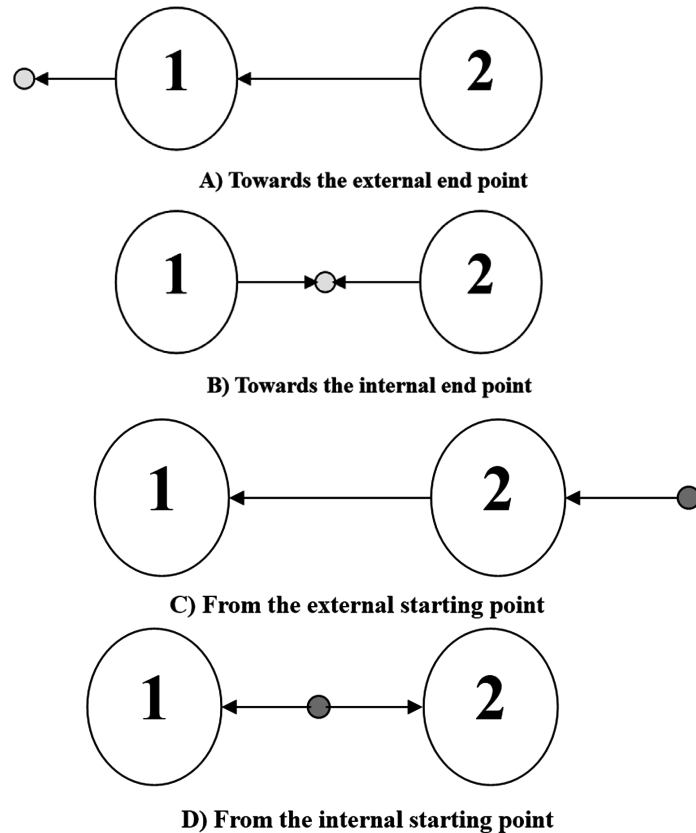 1 2
A) Towards the external end point
1 2
B) Towards the internal end point
1 2
C) From the external starting point
1 2
D) From the internal starting point